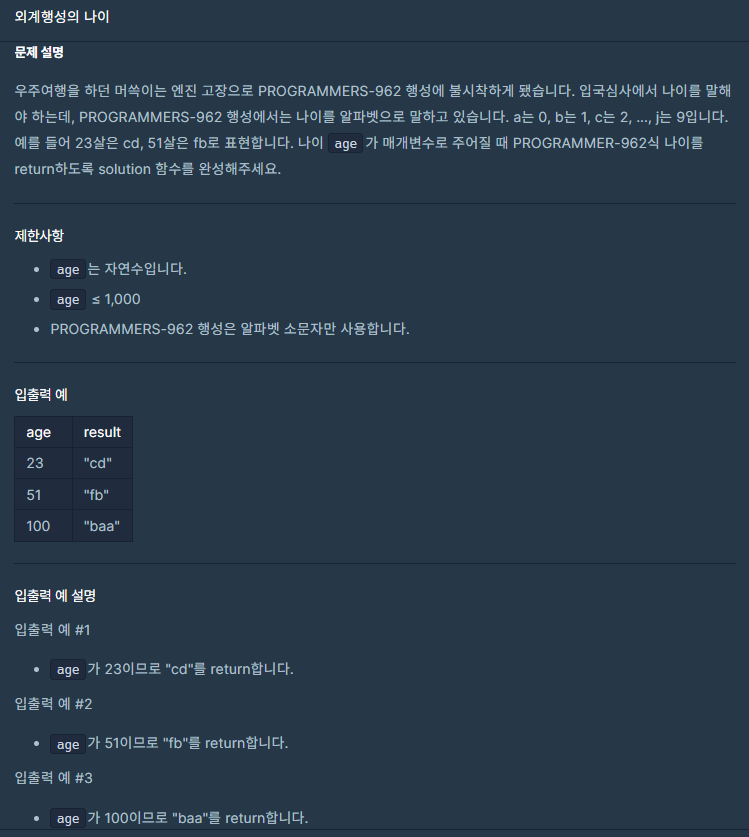 외계행성의 나이
문제 설명
우주여행을 하던 머쓱이는 엔진 고장으로 PROGRAMMERS-962 행성에 불시착하게 됐습니다. 입국심사에서 나이를 말해
야 하는데, PROGRAMMERS-962 행성에서는 나이를 알파벳으로 말하고 있습니다. a는 0, b는 1, c는 2, ..., j는 9입니다.
예를 들어 23살은 cd, 51살은 fb로 표현합니다. 나이 age 가 매개변수로 주어질 때 PROGRAMMER-962식 나이를
return하도록 solution 함수를 완성해주세요.
제한사항
• age 는 자연수입니다.
• age ≤ 1,000
• PROGRAMMERS-962 행성은 알파벳 소문자만 사용합니다.
입출력 예
age result
23 "cd"
51 "fb"
100 "baa"
입출력 예 설명
입출력 예 #1
• age 가 23이므로 "cd"를 return합니다.
입출력 예 #2
• age 가 51이므로 "fb"를 return합니다.
입출력 예 #3
• age 가 100이므로 "baa"를 return합니다.